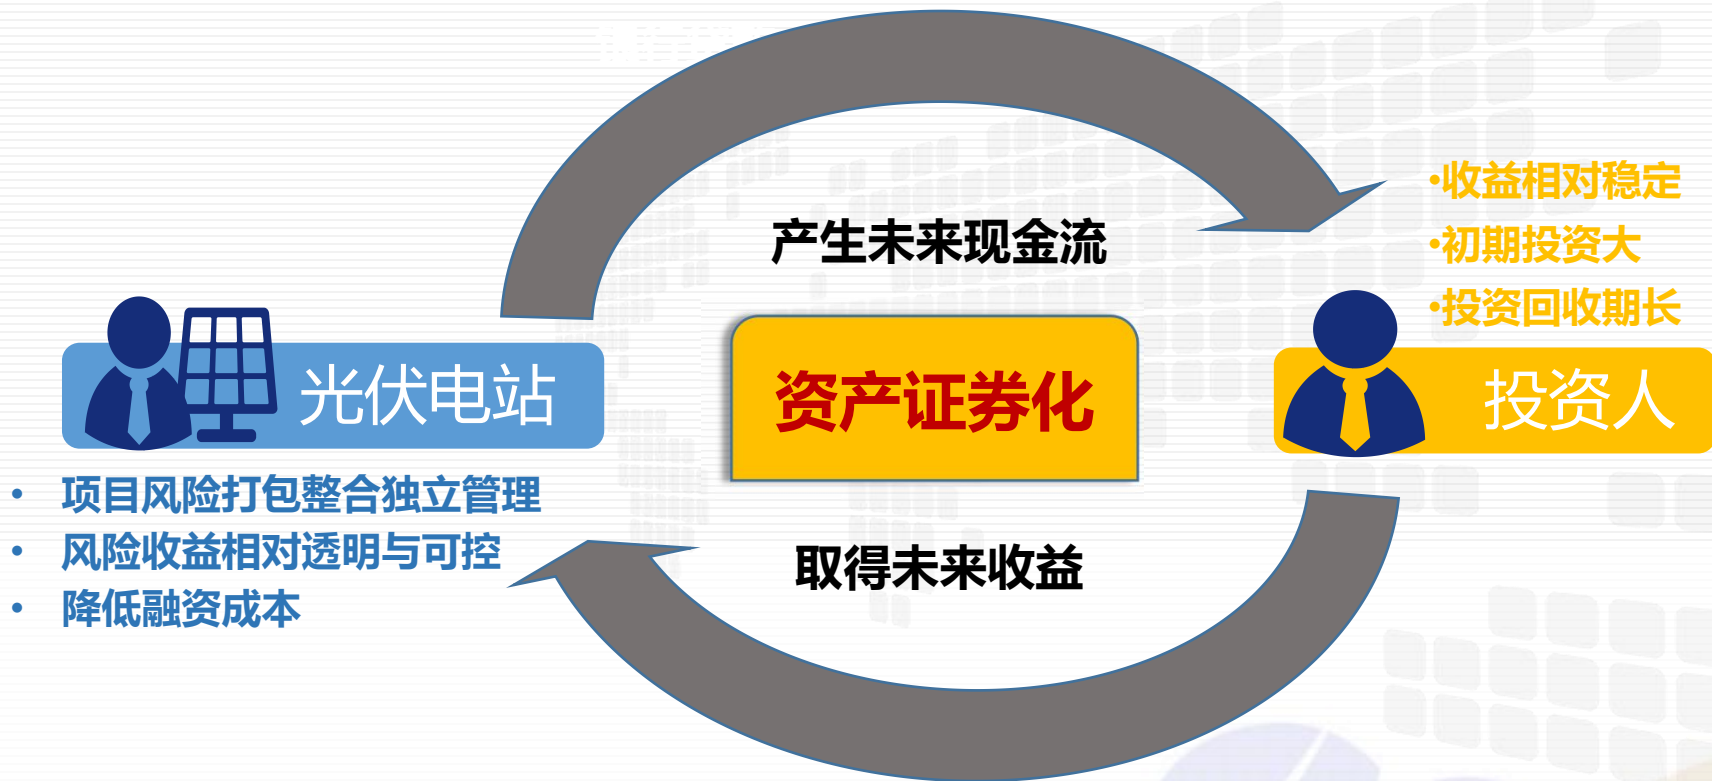 产生未来现金流
•收益相对稳定
•初期投资大
•投资回收期长
光伏电站
资产证券化
投资人
• 项目风险打包整合独立管理
• 风险收益相对透明与可控
• 降低融资成本
取得未来收益